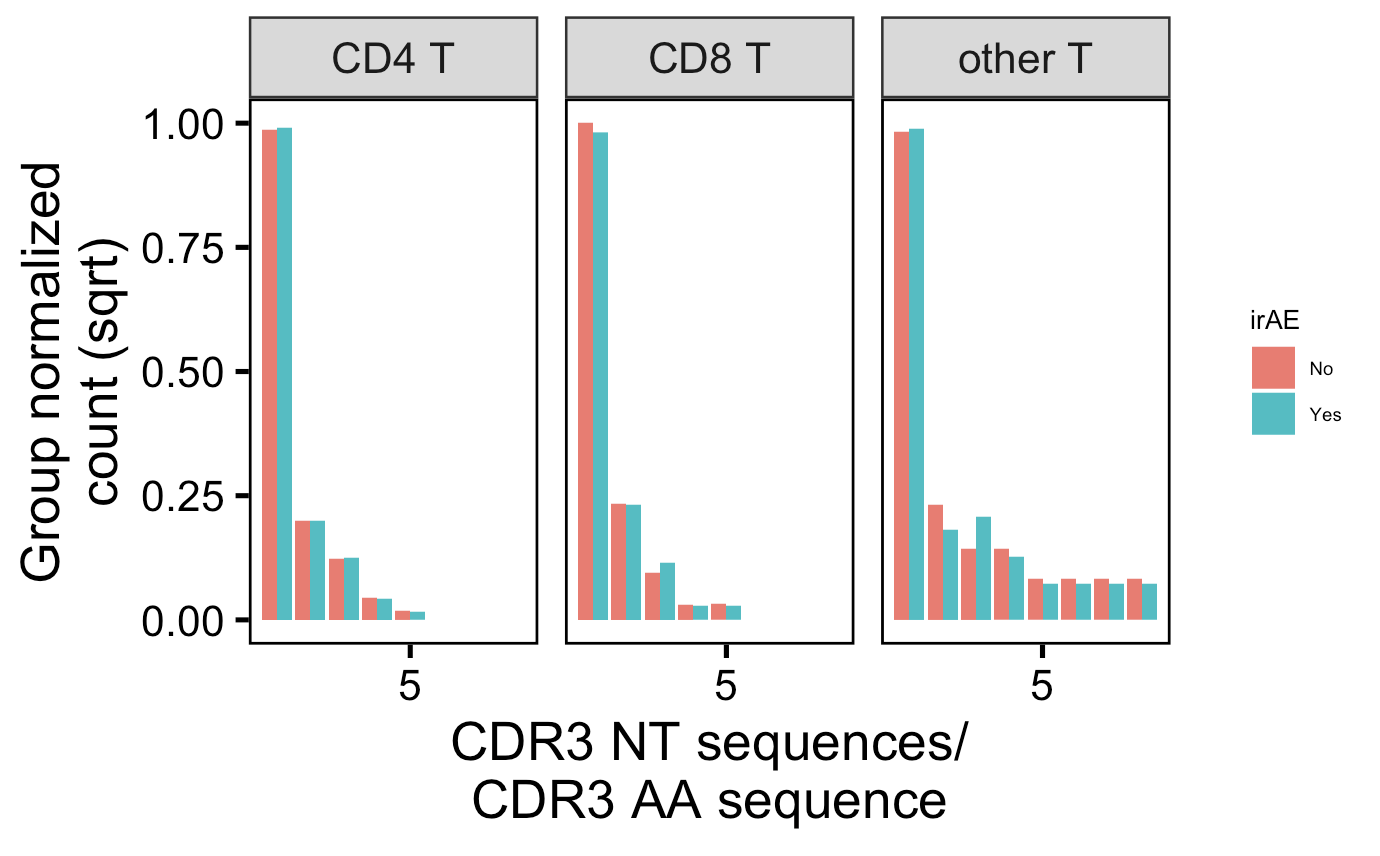 CD4 T
CD8 T
other T
Group normalized
count (sqrt)
1.00
0.75
0.50
0.25
0.00
5
5
5
CDR3 NT sequences/
CDR3 AA sequence
irAE
No
Yes